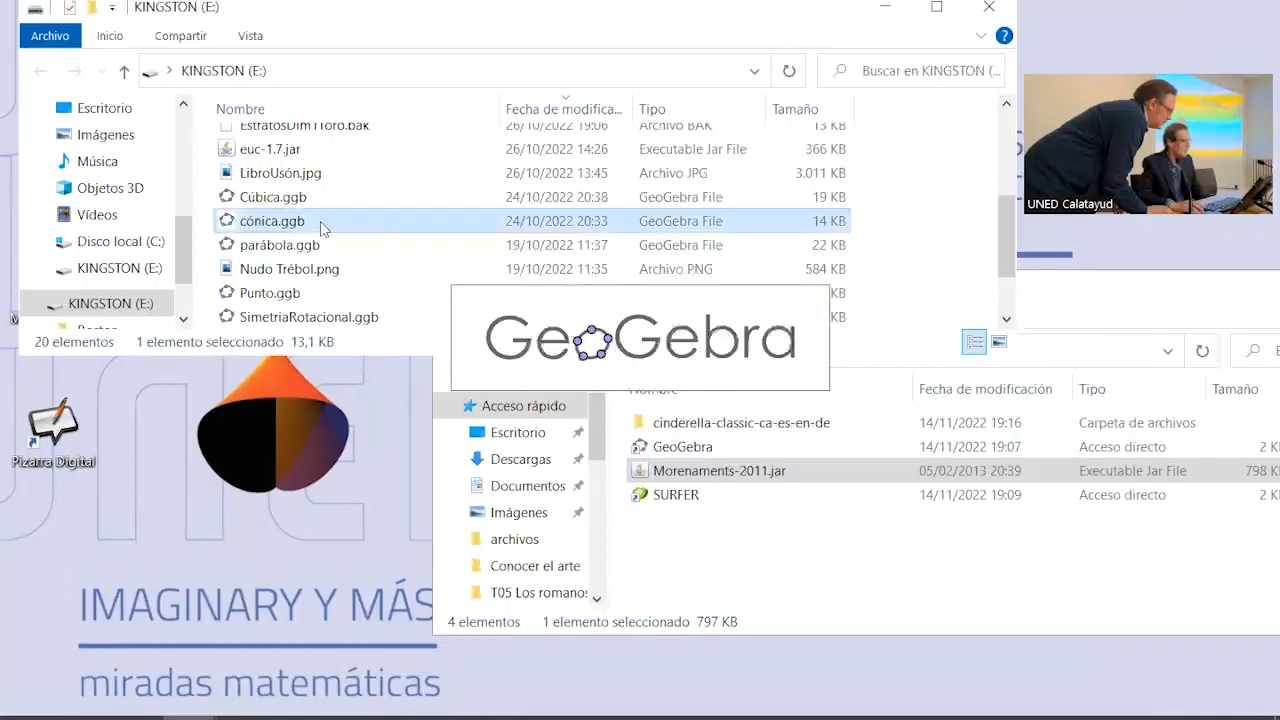 KINGSTON (E:)
Archivo Inicio Compartir Vista
KINGSTON (E:) Buscar en KINGSTON (...
Nombre Fecha de modifica... Tipo Tamaño
Escritorio
Imágenes
Música
Objetos 3D
Vídeos
Disco local (C:)
KINGSTON (E:)
KINGSTON (E:)
EstratosDim1Toro.bak 26/10/2022 19:06 Archivo BAK 13 KB
euc-1.7.jar 26/10/2022 14:26 Executable Jar File 366 KB
LibroUsón.jpg 26/10/2022 13:45 Archivo JPG 3.011 KB
Cúbica.ggb 24/10/2022 20:38 GeoGebra File 19 KB
cónica.ggb 24/10/2022 20:33 GeoGebra File 14 KB
parábola.ggb 19/10/2022 11:37 GeoGebra File 22 KB
Nudo Trébol.png 19/10/2022 11:35 Archivo PNG 584 KB
Punto.ggb KB
SimetriaRotacional.ggb KB
20 elementos 1 elemento seleccionado KB
UNED Calatayud
GeoGebra
Fecha de modificación Tipo Tamaño
Acceso rápido
Escritorio
Descargas
Documentos
Imágenes
archivos
Conocer el arte
T05 Los romanos
cinderella-classic-ca-es-en-de 14/11/2022 19:16 Carpeta de archivos
GeoGebra 14/11/2022 19:07 Acceso directo 2 K
Morenaments-2011.jar 05/02/2013 20:39 Executable Jar File 798 K
SURFER 14/11/2022 19:09 Acceso directo 2 K
4 elementos 1 elemento seleccionado 797 KB
Pizarra Digital
IMAGINARY Y MÁS
miradas matemáticas